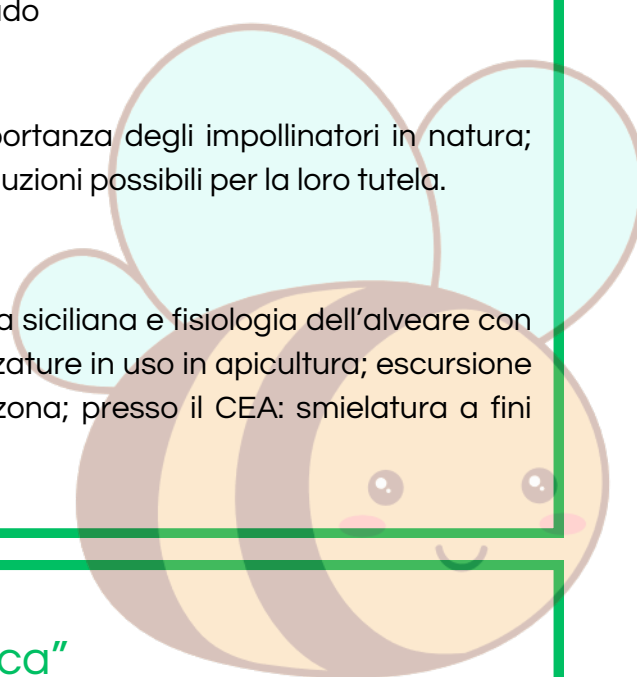 do
portanza degli impollinatori in natura;
uzioni possibili per la loro tutela.
a siciliana e fisiologia dell’alveare con
zature in uso in apicultura; escursione
zona; presso il CEA: smielatura a fini
ca”